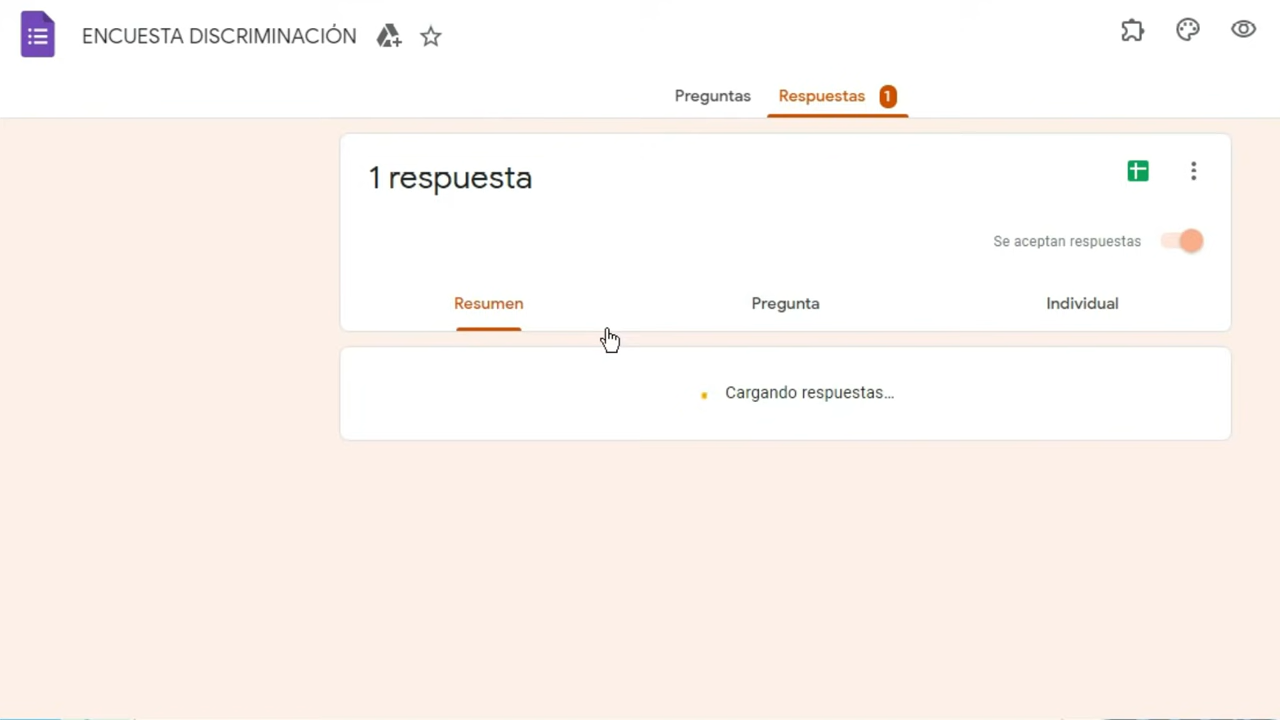 ENCUESTA DISCRIMINACIÓN
Preguntas
Respuestas 1
1 respuesta
Se aceptan respuestas
Resumen
Pregunta
Individual
Cargando respuestas...